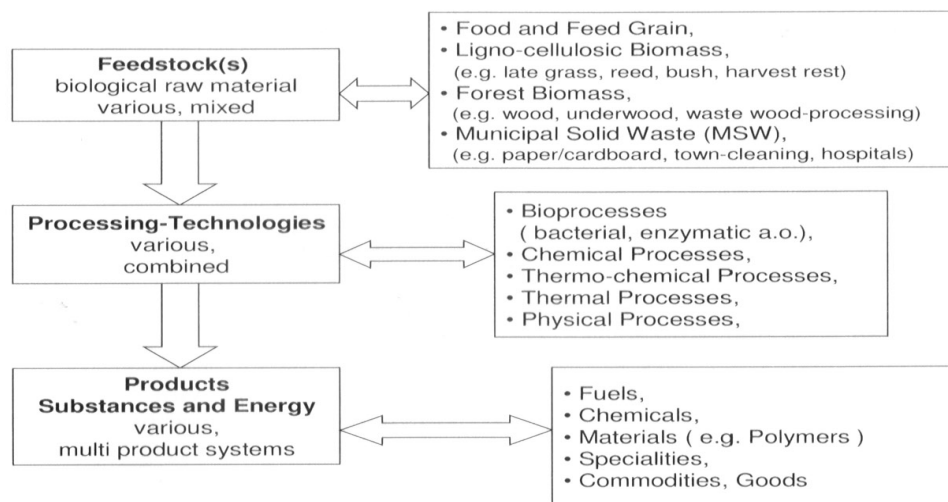 Feedstock(s)
biological raw material
various, mixed
• Food and Feed Grain,
• Ligno-cellulosic Biomass,
(e.g. late grass, reed, bush, harvest rest)
• Forest Biomass,
(e.g. wood, underwood, waste wood-processing)
• Municipal Solid Waste (MSW),
(e.g. paper/cardboard, town-cleaning, hospitals)
Processing-Technologies
various,
combined
• Bioprocesses
( bacterial, enzymatic a.o.),
• Chemical Processes,
• Thermo-chemical Processes,
• Thermal Processes,
• Physical Processes,
Products
Substances and Energy
various,
multi product systems
• Fuels,
• Chemicals,
• Materials ( e.g. Polymers )
• Specialities,
• Commodities, Goods